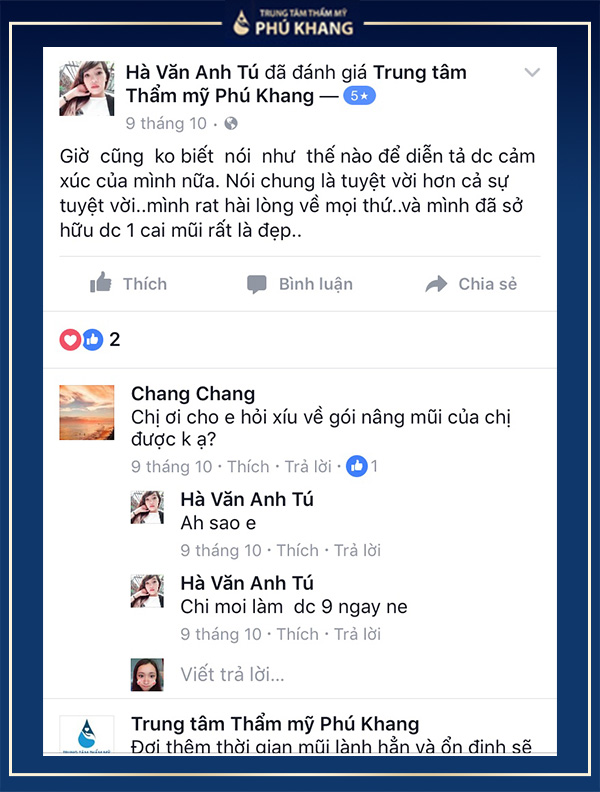 TRUNG TÂM THẨM MỸ
PHÚ KHANG
Hà Văn Anh Tú đã đánh giá Trung tâm
Thẩm mỹ Phú Khang — 5★
9 tháng 10 ·
Giờ cũng ko biết nói như thế nào để diễn tả dc cảm
xúc của mình nữa. Nói chung là tuyệt vời hơn cả sự
tuyệt vời..mình rat hài lòng về mọi thứ..và mình đã sở
hữu dc 1 cai mũi rất là đẹp..
Thích Bình luận Chia sẻ
2
Chang Chang
Chị ơi cho e hỏi xíu về gói nâng mũi của chị
được k ạ?
9 tháng 10 · Thích · Trả lời · 1
Hà Văn Anh Tú
Ah sao e
9 tháng 10 · Thích · Trả lời
Hà Văn Anh Tú
Chi moi làm dc 9 ngay ne
9 tháng 10 · Thích · Trả lời
Viết trả lời...
Trung tâm Thẩm mỹ Phú Khang
Đợi thêm thời gian mũi lành hẳn và ổn định sẽ